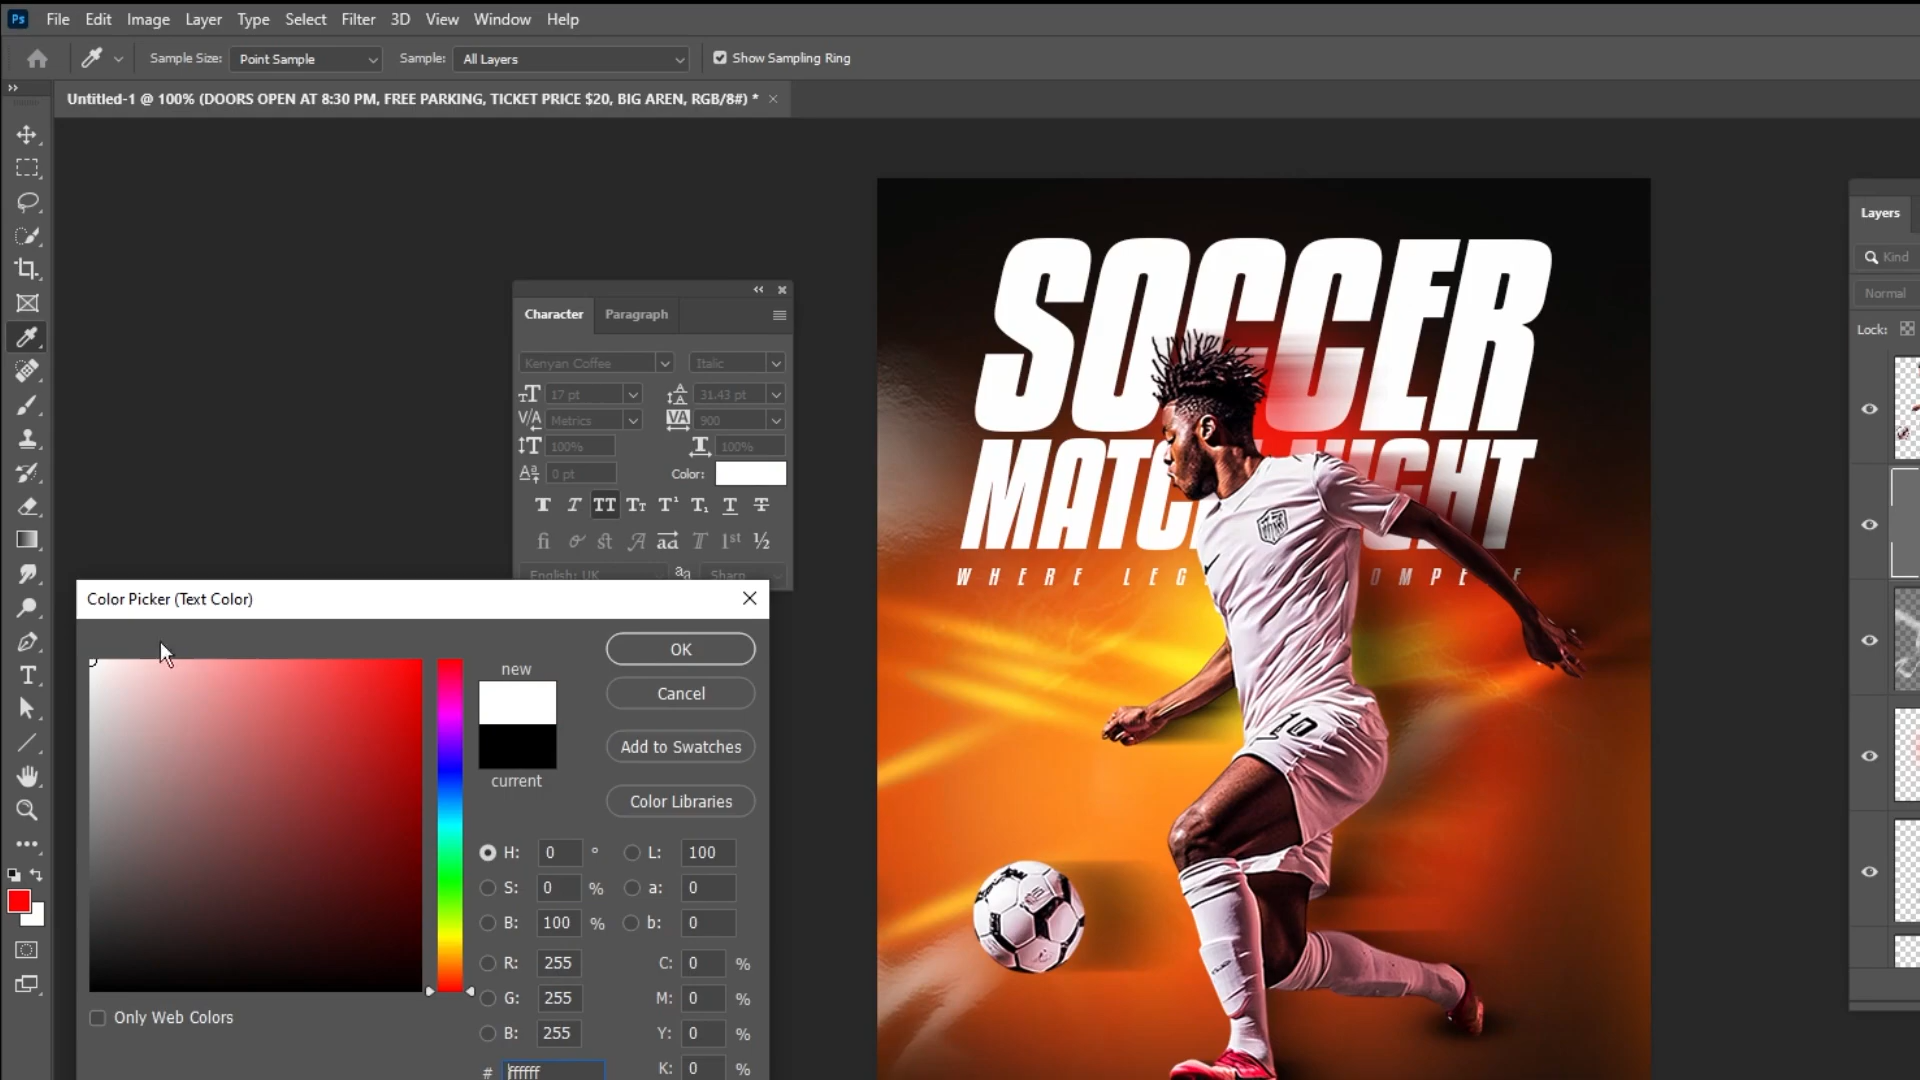 Ps File Edit Image Layer Type Select Filter 3D View Window Help
Sample Size: Point Sample Sample: All Layers Show Sampling Ring
Untitled-1 @ 100% (DOORS OPEN AT 8:30 PM, FREE PARKING, TICKET PRICE $20, BIG AREN, RGB/8#) * ×
Character Paragraph
Kenyan Coffee Italic
17 pt 31.43 pt
Metrics 900
100% 100%
0 pt Color:
English: UK Sharp
Color Picker (Text Color)
new
current
OK
Cancel
Add to Swatches
Color Libraries
H: 0 ° L: 100
S: 0 % a: 0
B: 100 % b: 0
R: 255 C: 0 %
G: 255 M: 0 %
B: 255 Y: 0 %
# ffffff K: 0 %
Only Web Colors
SOCCER
MATC IGHT
WHERE LEG OMPE
10
Layers
Kind
Normal
Lock: